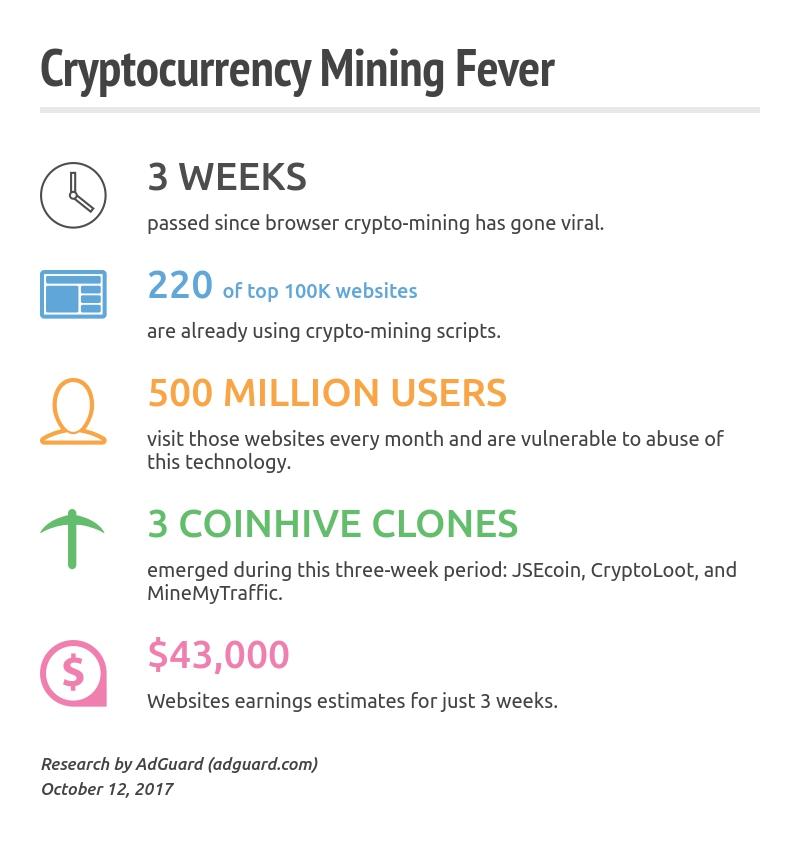 Cryptocurrency Mining Fever
3 WEEKS
passed since browser crypto-mining has gone viral.
220 of top 100K websites
are already using crypto-mining scripts.
500 MILLION USERS
visit those websites every month and are vulnerable to abuse of
this technology.
3 COINHIVE CLONES
emerged during this three-week period: JSEcoin, CryptoLoot, and
MineMyTraffic.
$
$43,000
Websites earnings estimates for just 3 weeks.
Research by AdGuard (adguard.com)
October 12, 2017